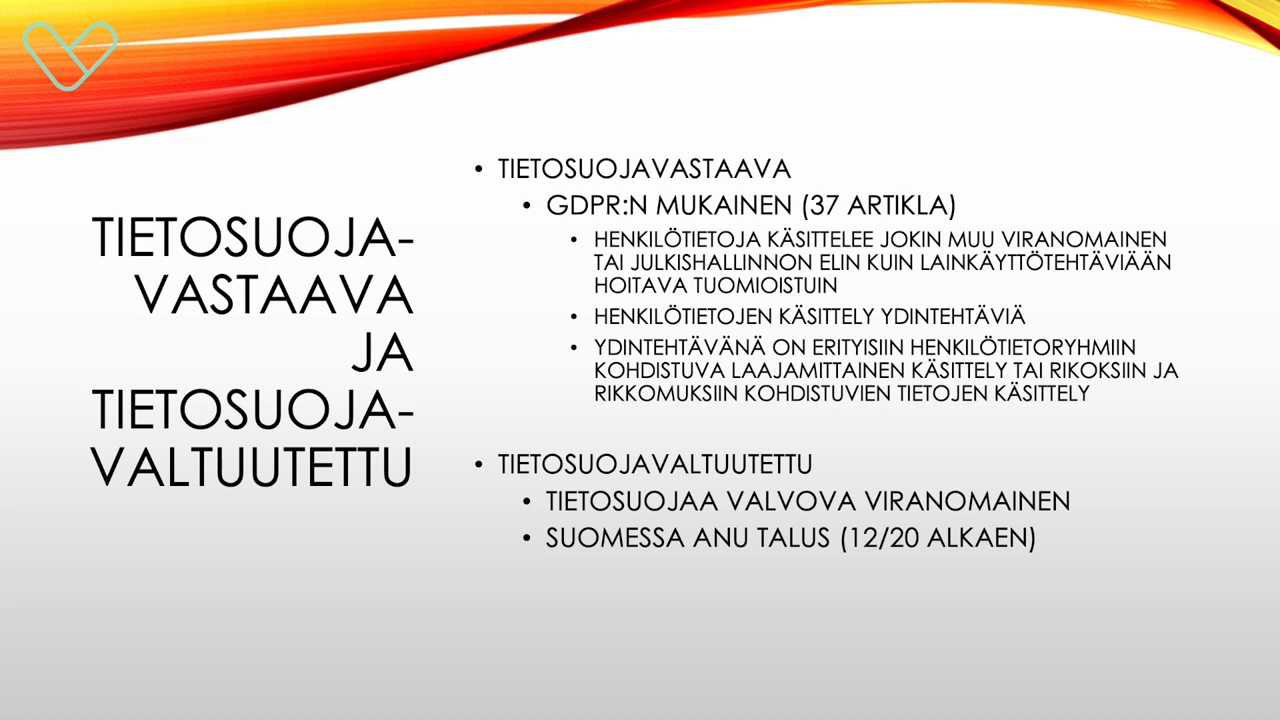 TIETOSUOJA-
VASTAAVA
JA
TIETOSUOJA-
VALTUUTETTU
• TIETOSUOJAVASTAAVA
• GDPR:N MUKAINEN (37 ARTIKLA)
• HENKILÖTIETOJA KÄSITTELEE JOKIN MUU VIRANOMAINEN
TAI JULKISHALLINNON ELIN KUIN LAINKÄYTTÖTEHTÄVIÄÄN
HOITAVA TUOMIOISTUIN
• HENKILÖTIETOJEN KÄSITTELY YDINTEHTÄVIÄ
• YDINTEHTÄVÄNÄ ON ERITYISIIN HENKILÖTIETORYHMIIN
KOHDISTUVA LAAJAMITTAINEN KÄSITTELY TAI RIKOKSIIN JA
RIKKOMUKSIIN KOHDISTUVIEN TIETOJEN KÄSITTELY
• TIETOSUOJAVALTUUTETTU
• TIETOSUOJAA VALVOVA VIRANOMAINEN
• SUOMESSA ANU TALUS (12/20 ALKAEN)